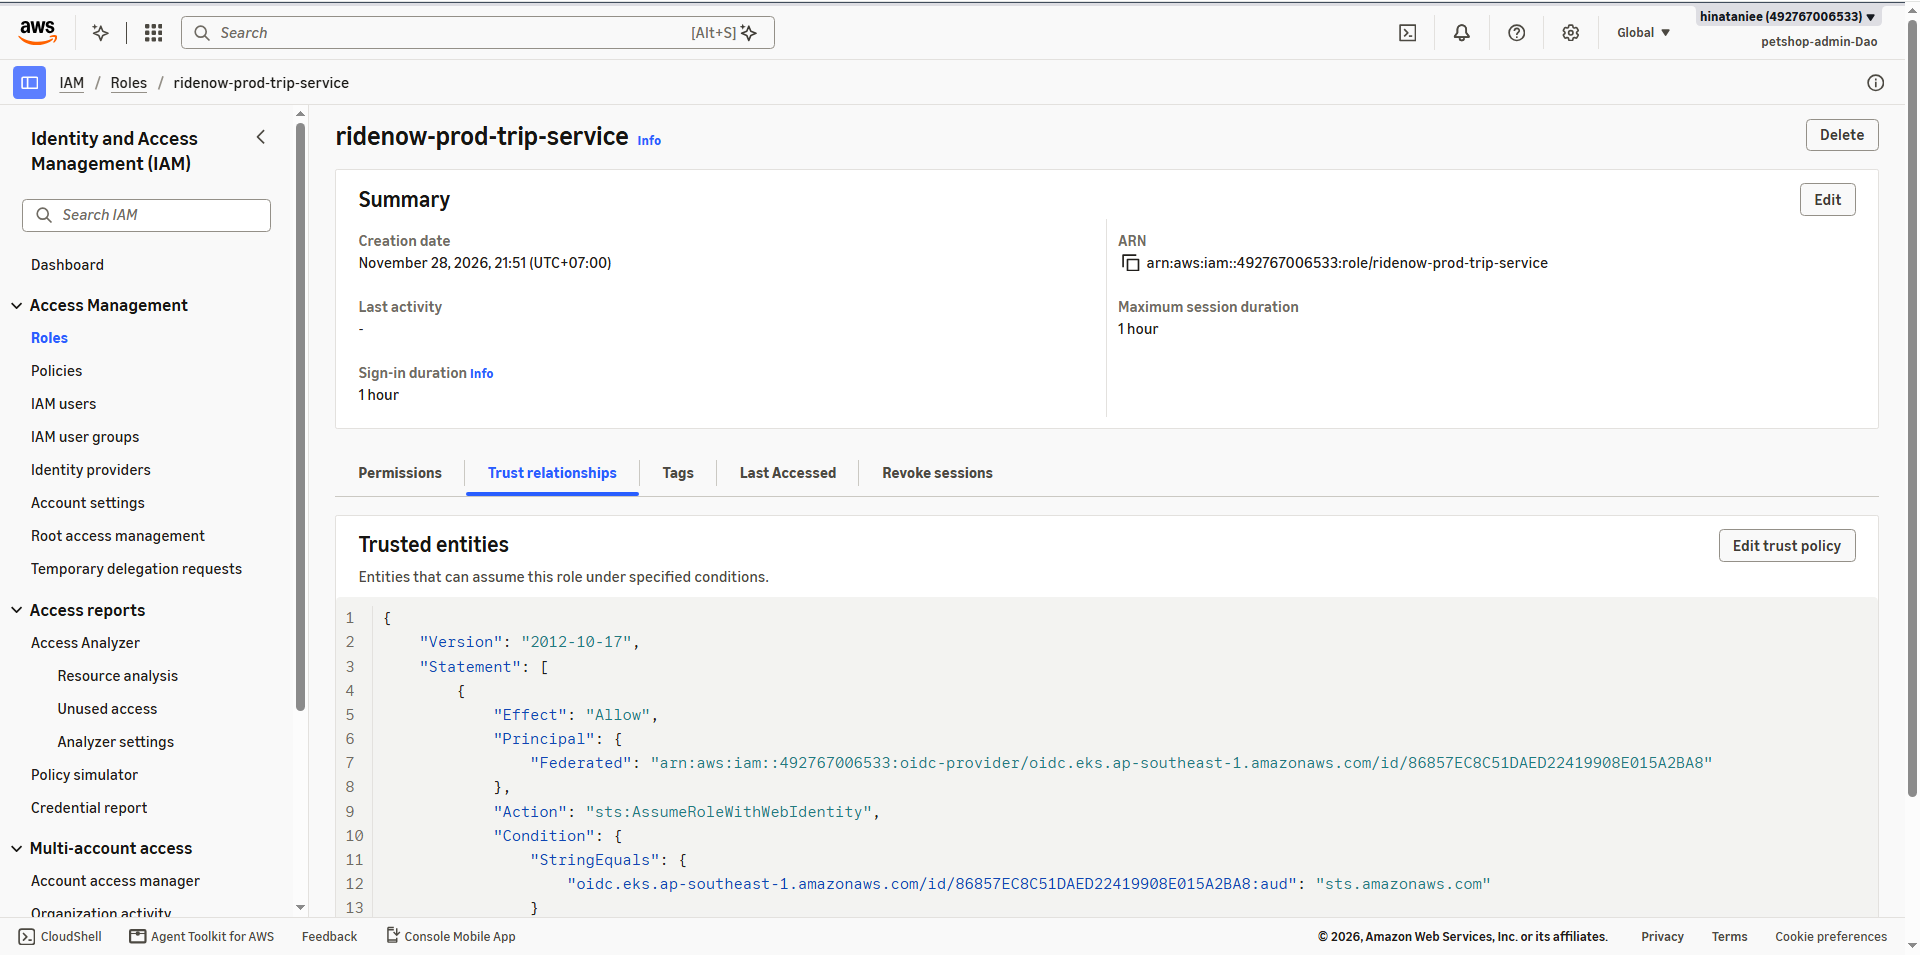 aws
Search
[Alt+S]
Global
hinataniee (492767006533)
petshop-admin-Dao
IAM / Roles / ridenow-prod-trip-service
Identity and Access
Management (IAM)
Search IAM
Dashboard
Access Management
Roles
Policies
IAM users
IAM user groups
Identity providers
Account settings
Root access management
Temporary delegation requests
Access reports
Access Analyzer
Resource analysis
Unused access
Analyzer settings
Policy simulator
Credential report
Multi-account access
Account access manager
Organization activity
ridenow-prod-trip-service Info
Delete
Summary
Edit
Creation date
November 28, 2026, 21:51 (UTC+07:00)
ARN
arn:aws:iam::492767006533:role/ridenow-prod-trip-service
Last activity
-
Maximum session duration
1 hour
Sign-in duration Info
1 hour
Permissions
Trust relationships
Tags
Last Accessed
Revoke sessions
Trusted entities
Edit trust policy
Entities that can assume this role under specified conditions.
1 {
2 "Version": "2012-10-17",
3 "Statement": [
4 {
5 "Effect": "Allow",
6 "Principal": {
7 "Federated": "arn:aws:iam::492767006533:oidc-provider/oidc.eks.ap-southeast-1.amazonaws.com/id/86857EC8C51DAED22419908E015A2BA8"
8 },
9 "Action": "sts:AssumeRoleWithWebIdentity",
10 "Condition": {
11 "StringEquals": {
12 "oidc.eks.ap-southeast-1.amazonaws.com/id/86857EC8C51DAED22419908E015A2BA8:aud": "sts.amazonaws.com"
13 }
CloudShell
Agent Toolkit for AWS
Feedback
Console Mobile App
© 2026, Amazon Web Services, Inc. or its affiliates.
Privacy
Terms
Cookie preferences